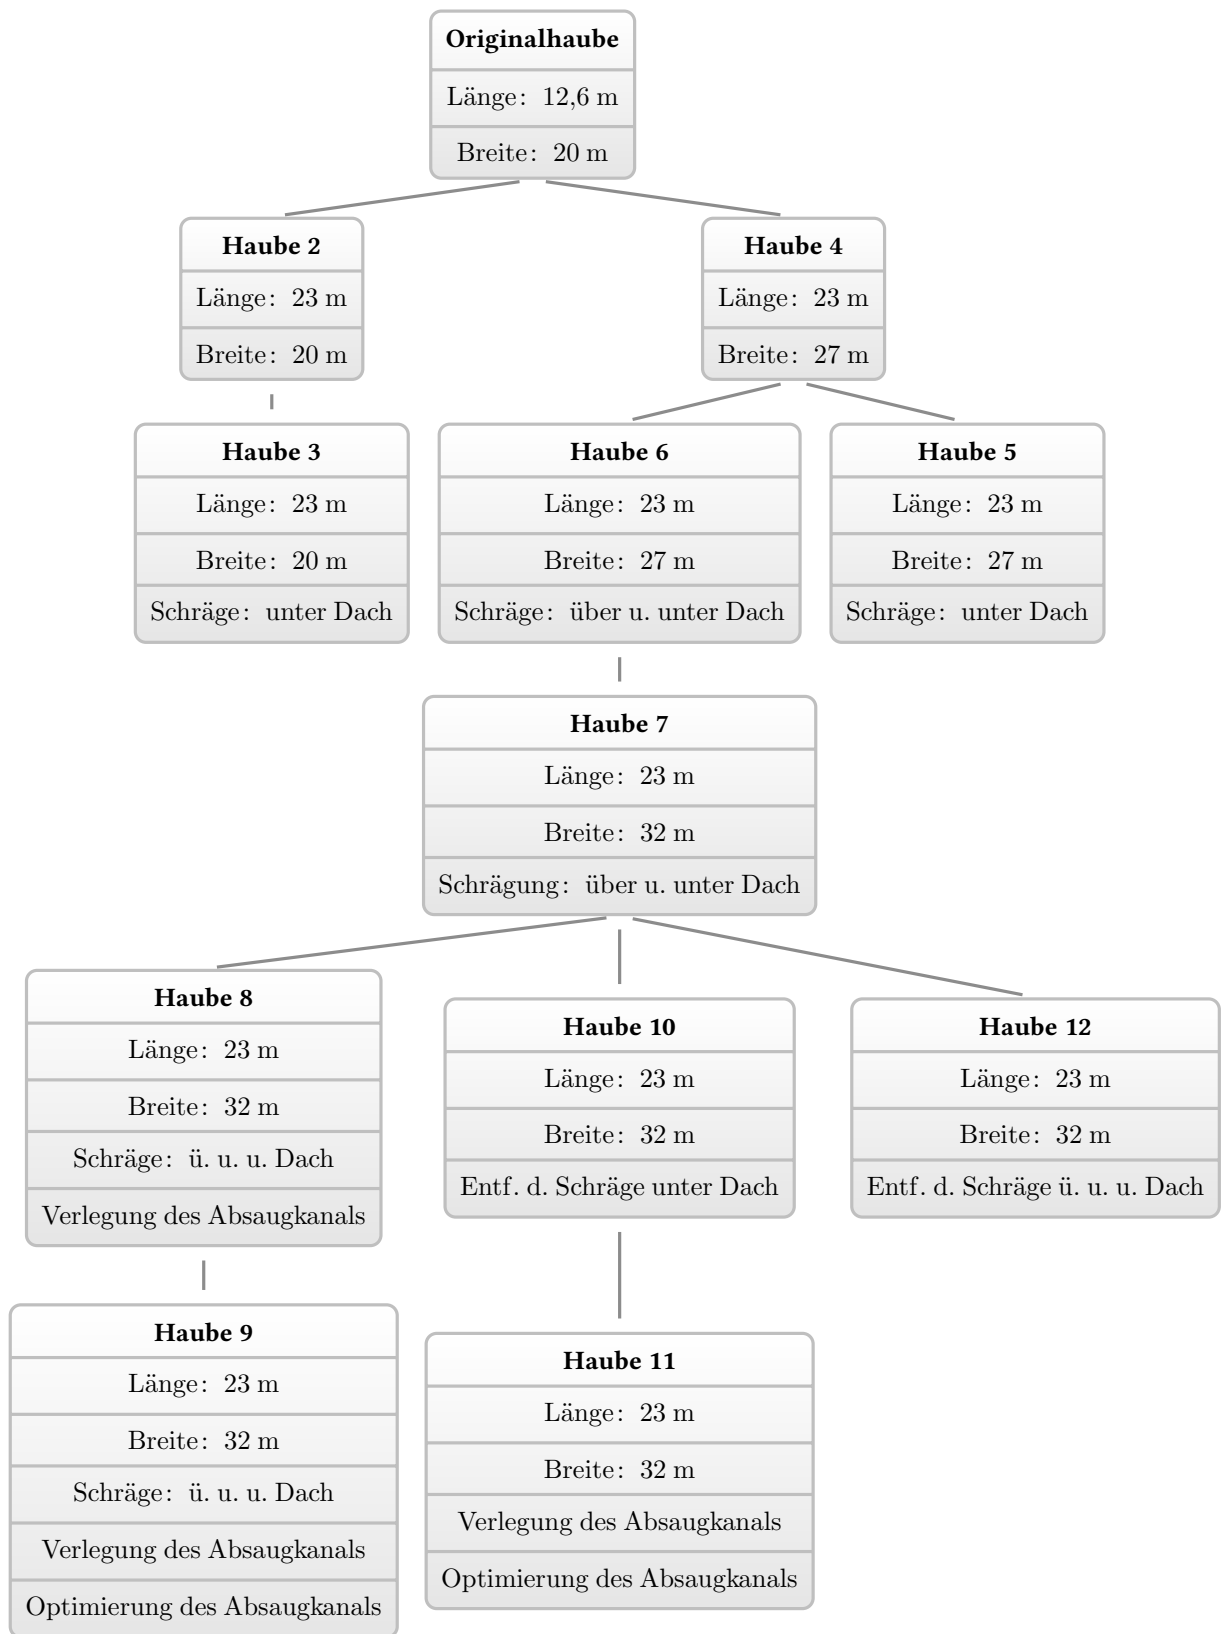 Originalhaube
Länge: 12,6 m
Breite: 20 m
Haube 2
Länge: 23 m
Breite: 20 m
Haube 4
Länge: 23 m
Breite: 27 m
Haube 3
Länge: 23 m
Breite: 20 m
Schräge: unter Dach
Haube 6
Länge: 23 m
Breite: 27 m
Schräge: über u. unter Dach
Haube 5
Länge: 23 m
Breite: 27 m
Schräge: unter Dach
Haube 7
Länge: 23 m
Breite: 32 m
Schrägung: über u. unter Dach
Haube 8
Länge: 23 m
Breite: 32 m
Schräge: ü. u. u. Dach
Verlegung des Absaugkanals
Haube 10
Länge: 23 m
Breite: 32 m
Entf. d. Schräge unter Dach
Haube 12
Länge: 23 m
Breite: 32 m
Entf. d. Schräge ü. u. u. Dach
Haube 9
Länge: 23 m
Breite: 32 m
Schräge: ü. u. u. Dach
Verlegung des Absaugkanals
Optimierung des Absaugkanals
Haube 11
Länge: 23 m
Breite: 32 m
Verlegung des Absaugkanals
Optimierung des Absaugkanals